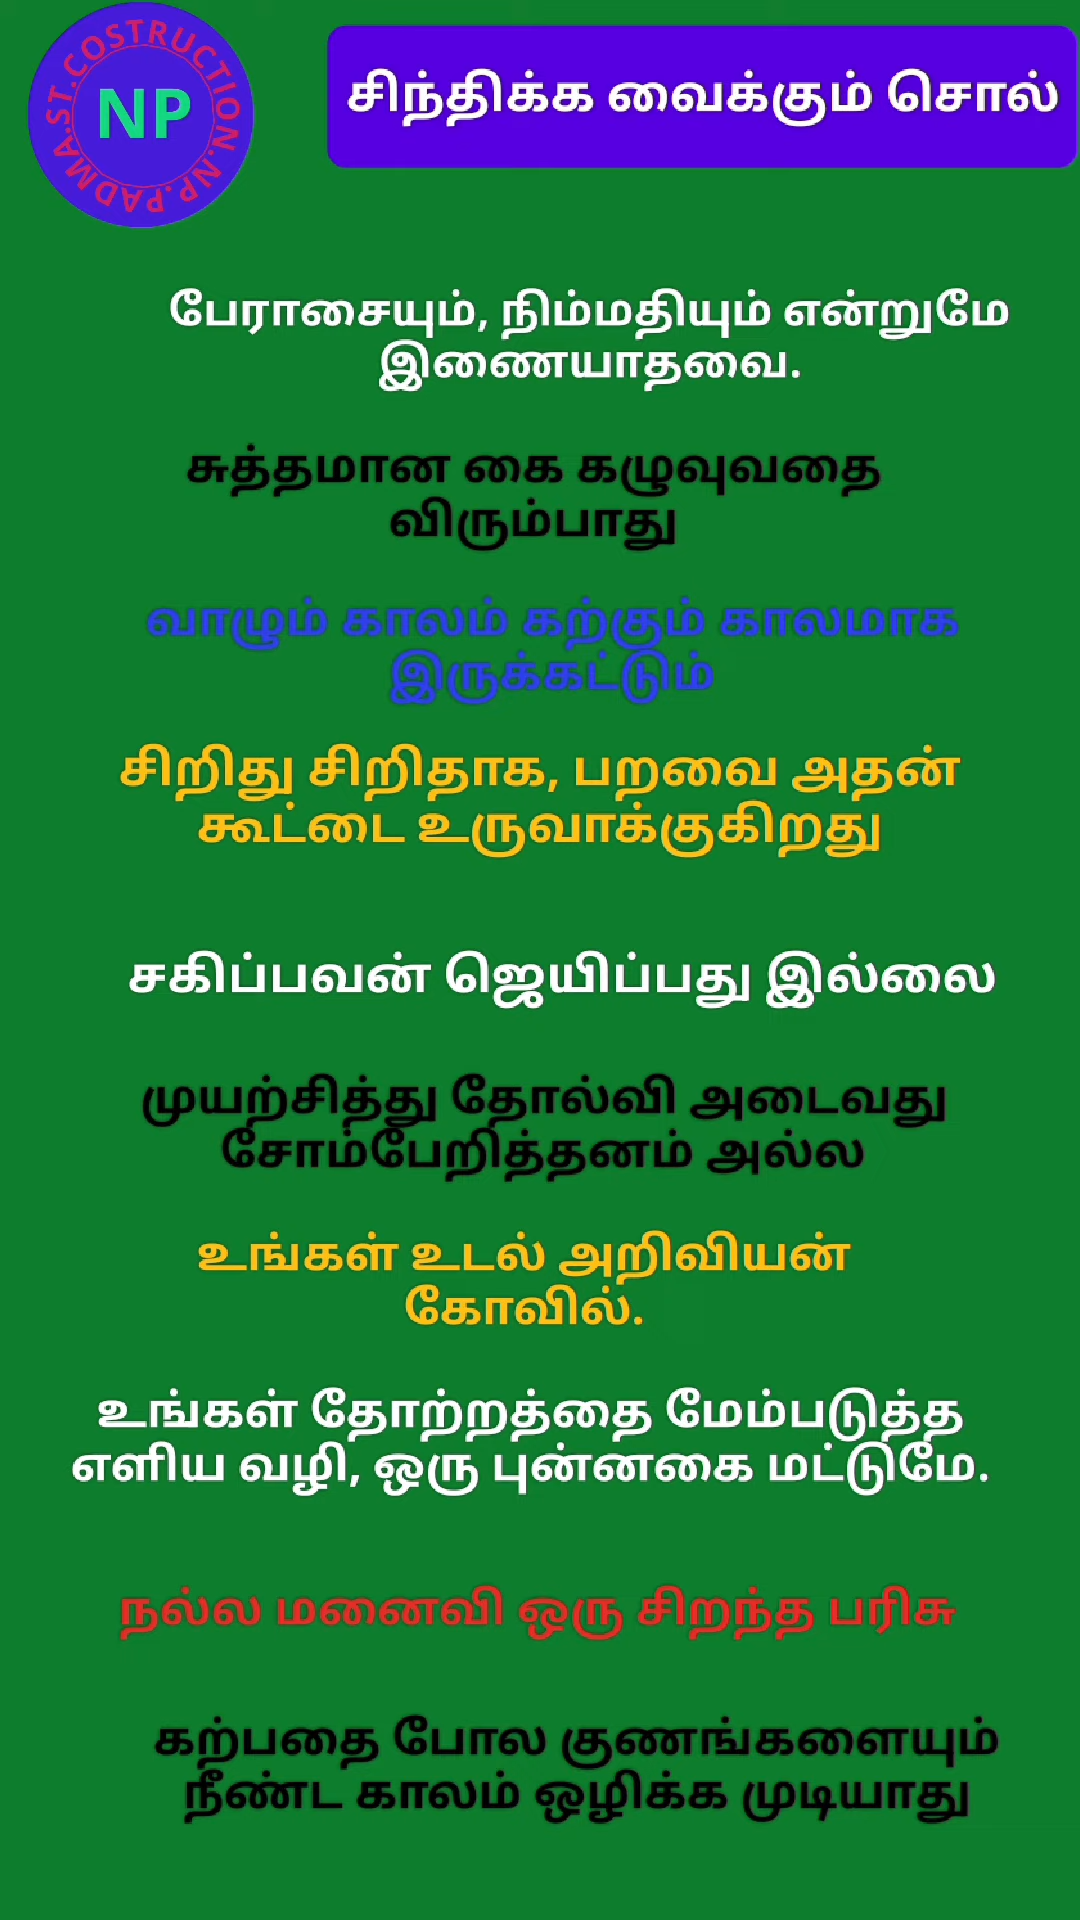 ST.COSTRUCTION.NP.PADMA.
NP
சிந்திக்க வைக்கும் சொல்
பேராசையும், நிம்மதியும் என்றுமே
இணையாதவை.
சுத்தமான கை கழுவுவதை
விரும்பாது
வாழும் காலம் கற்கும் காலமாக
இருக்கட்டும்
சிறிது சிறிதாக, பறவை அதன்
கூட்டை உருவாக்குகிறது
சகிப்பவன் ஜெயிப்பது இல்லை
முயற்சித்து தோல்வி அடைவது
சோம்பேறித்தனம் அல்ல
உங்கள் உடல் அறிவியன்
கோவில்.
உங்கள் தோற்றத்தை மேம்படுத்த
எளிய வழி, ஒரு புன்னகை மட்டுமே.
நல்ல மனைவி ஒரு சிறந்த பரிசு
கற்பதை போல குணங்களையும்
நீண்ட காலம் ஒழிக்க முடியாது